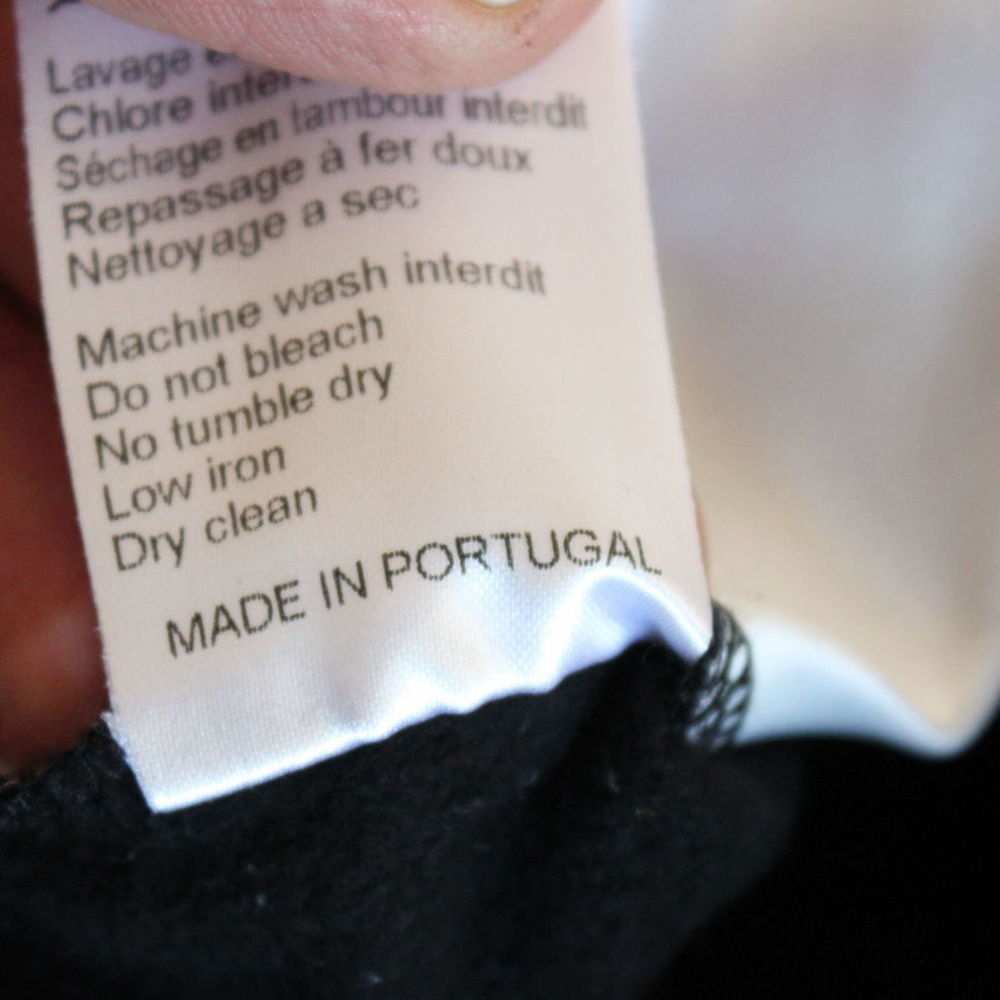 Lavage
Chlore
Séchage en tambour interdit
Repassage à fer doux
Nettoyage a sec
Machine wash interdit
Do not bleach
No tumble dry
Low iron
Dry clean
MADE IN PORTUGAL